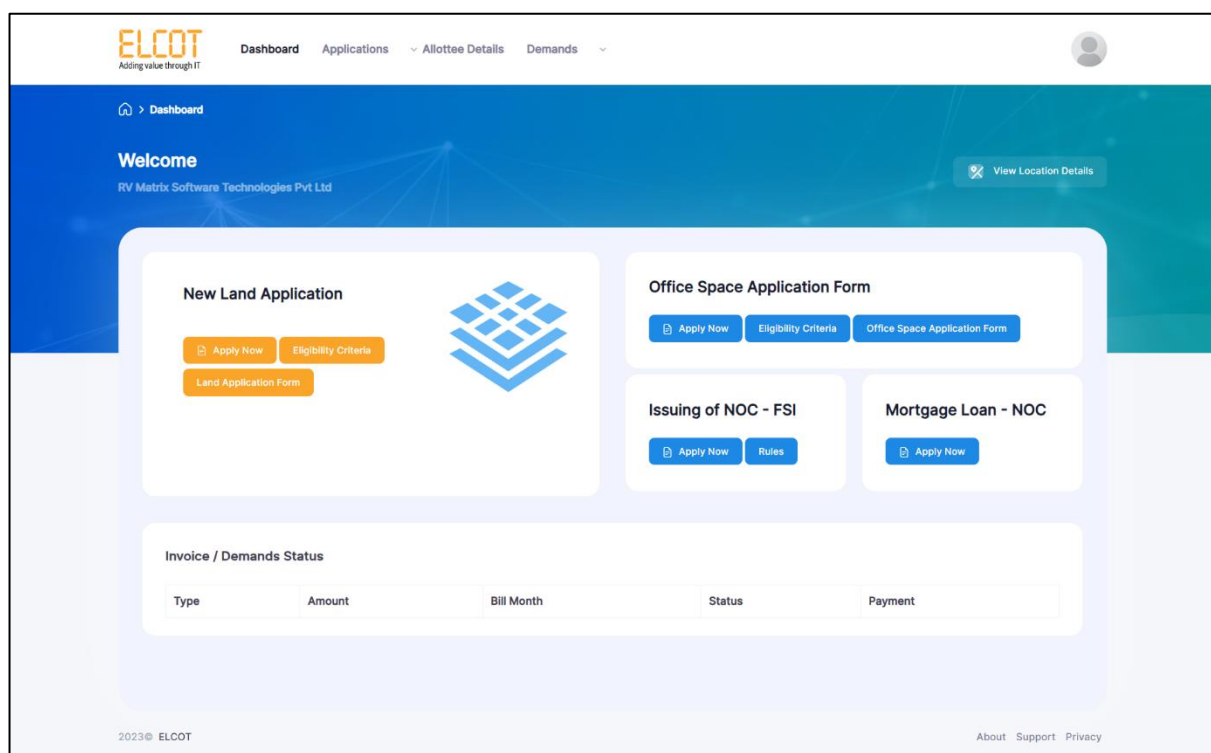 ELCOT
Adding value through IT
Dashboard Applications Allottee Details Demands
> Dashboard
Welcome
RV Matrix Software Technologies Pvt Ltd
View Location Details
New Land Application
Apply Now Eligibility Criteria
Land Application Form
Office Space Application Form
Apply Now Eligibility Criteria Office Space Application Form
Issuing of NOC - FSI
Apply Now Rules
Mortgage Loan - NOC
Apply Now
Invoice / Demands Status
Type Amount Bill Month Status Payment
2023© ELCOT
About Support Privacy